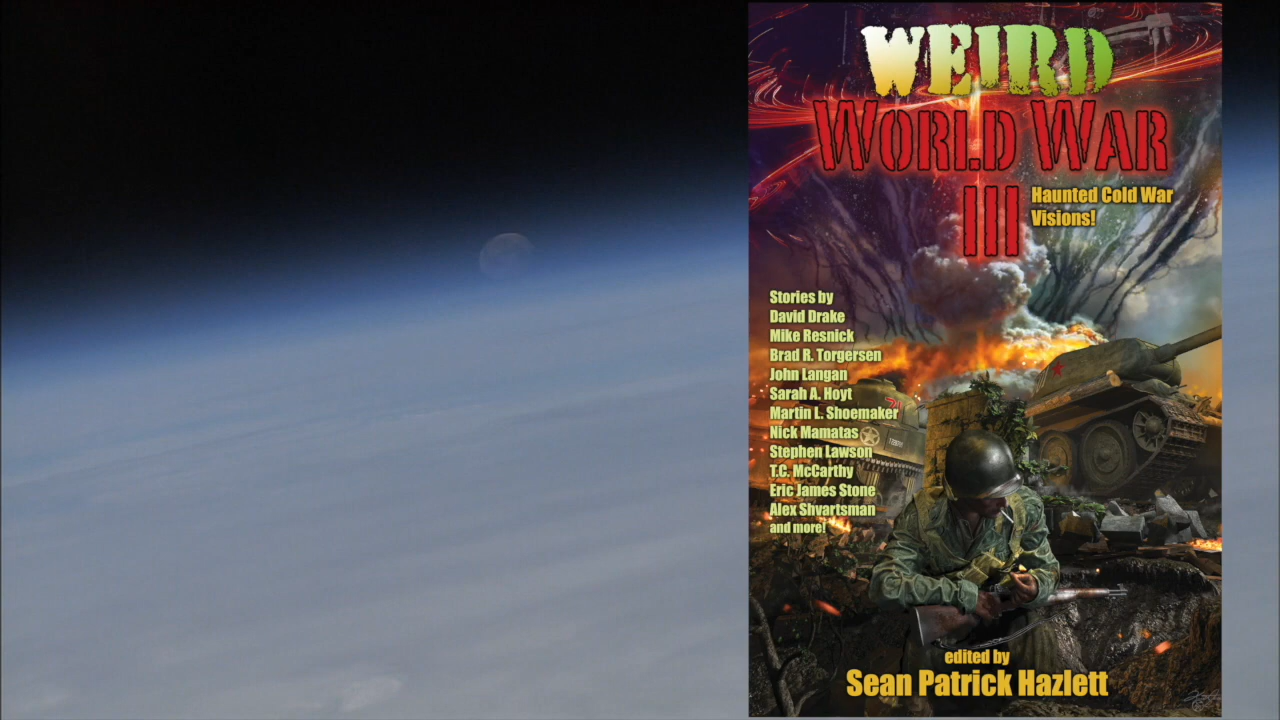 WEIRD
WORLD WAR
III
Haunted Cold War
Visions!
Stories by
David Drake
Mike Resnick
Brad R. Torgersen
John Langan
Sarah A. Hoyt
Martin L. Shoemaker
Nick Mamatas
Stephen Lawson
T.C. McCarthy
Eric James Stone
Alex Shvartsman
and more!
edited by
Sean Patrick Hazlett